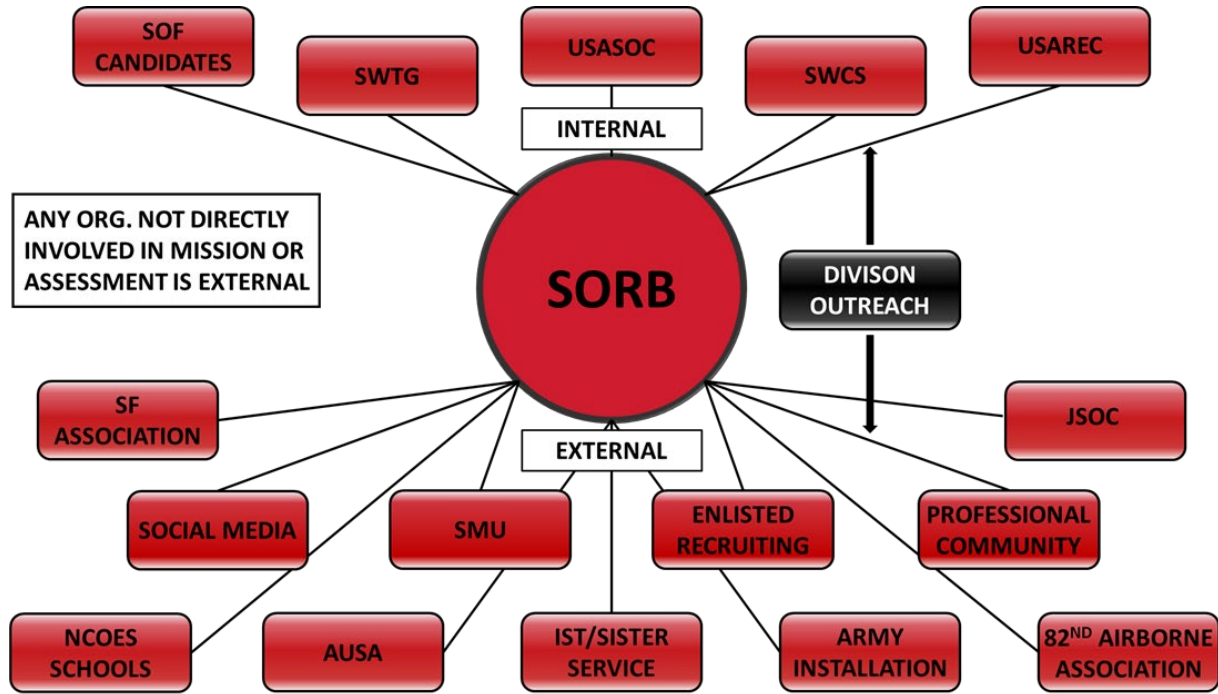 SOF
CANDIDATES
SWTG
USASOC
SWCS
USAREC
INTERNAL
ANY ORG. NOT DIRECTLY
INVOLVED IN MISSION OR
ASSESSMENT IS EXTERNAL
SORB
DIVISON
OUTREACH
SF
ASSOCIATION
EXTERNAL
JSOC
SOCIAL MEDIA
SMU
ENLISTED
RECRUITING
PROFESSIONAL
COMMUNITY
NCOES
SCHOOLS
AUSA
IST/SISTER
SERVICE
ARMY
INSTALLATION
82ND AIRBORNE
ASSOCIATION